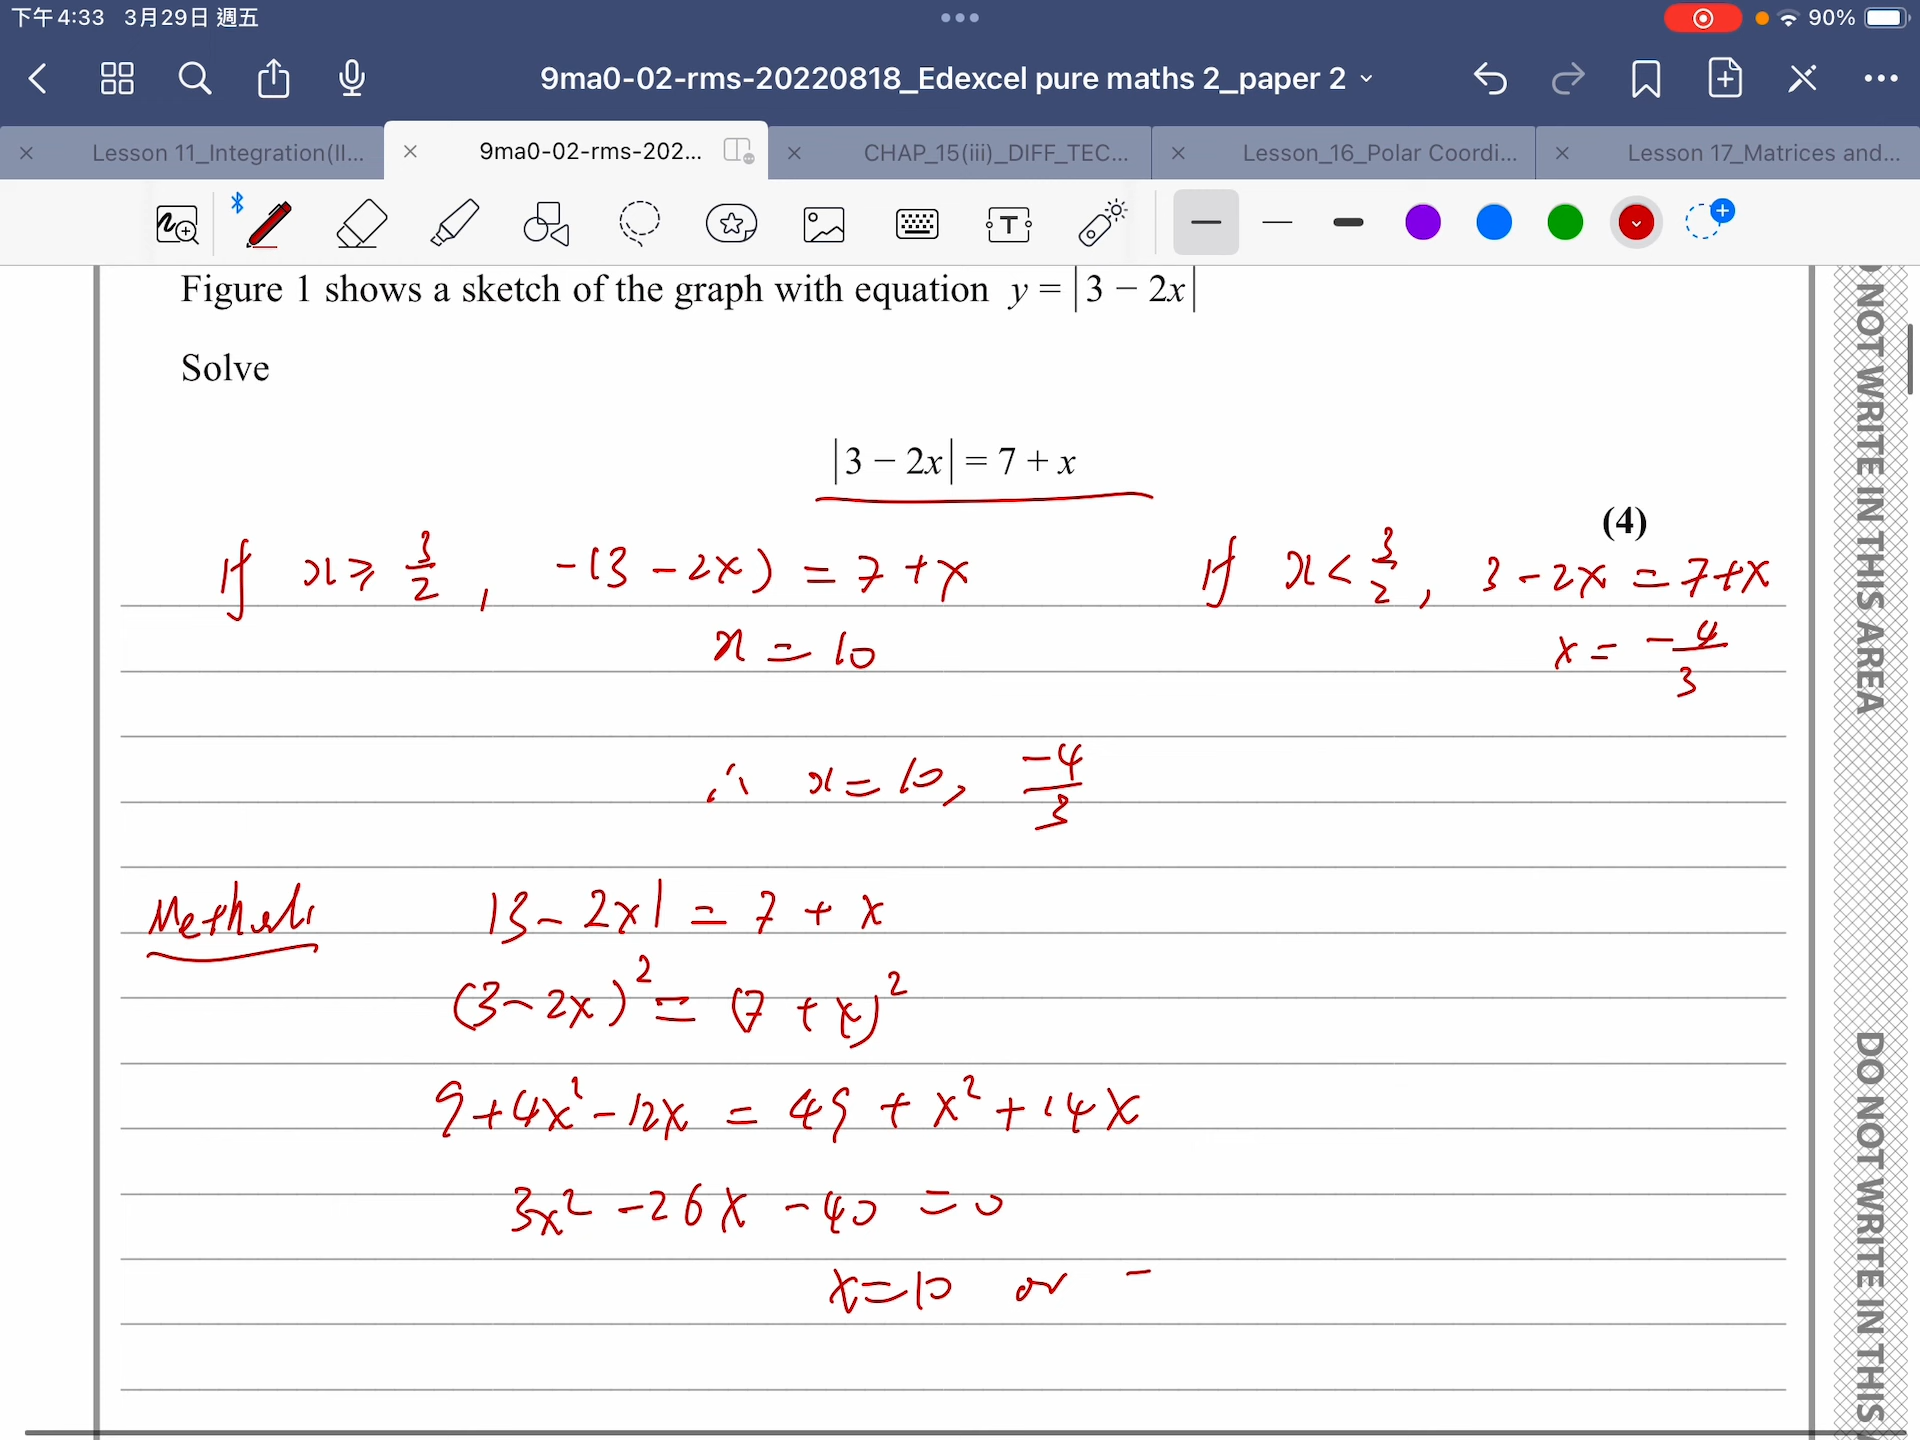 下午4:33 3月29日 週五
90%
9ma0-02-rms-20220818_Edexcel pure maths 2_paper 2
Lesson 11_Integration(II...
9ma0-02-rms-202...
CHAP_15(iii)_DIFF_TEC...
Lesson_16_Polar Coordi...
Lesson 17_Matrices and...
Figure 1 shows a sketch of the graph with equation y = |3 − 2x|
Solve
|3 − 2x| = 7 + x
(4)
If x ≥ 3/2, -(3 - 2x) = 7 + x
x = 10
If x < 3/2, 3 - 2x = 7 + x
x = -4/3
∴ x = 10, -4/3
|3 - 2x| = 7 + x
(3 - 2x)² = (7 + x)²
9 + 4x² - 12x = 49 + x² + 14x
3x² - 26x - 40 = 0
x = 10 or -
O NOT WRITE IN THIS AREA
DO NOT WRITE IN THIS